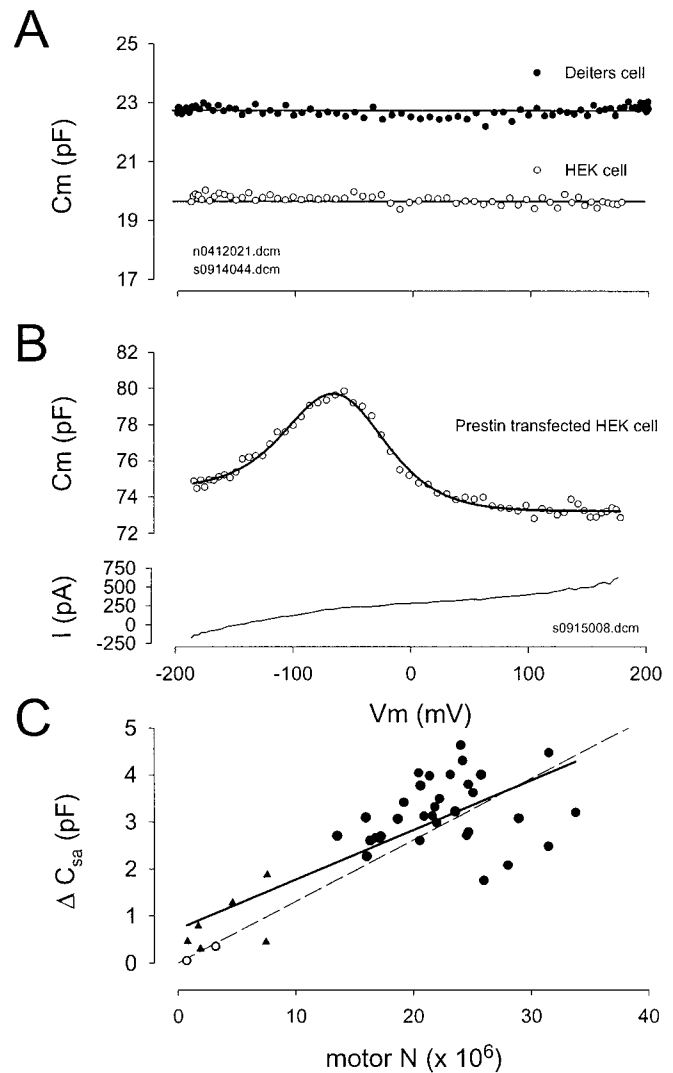 A
25
23
21
19
17
Cm (pF)
Deiters cell
HEK cell
n0412021.dcm
s0914044.dcm
B
82
80
78
76
74
72
Cm (pF)
Prestin transfected HEK cell
750
500
250
0
-250
I (pA)
s0915008.dcm
-200 -100 0 100 200
Vm (mV)
C
5
4
3
2
1
0
Δ Csa (pF)
0 10 20 30 40
motor N (x 10⁶)